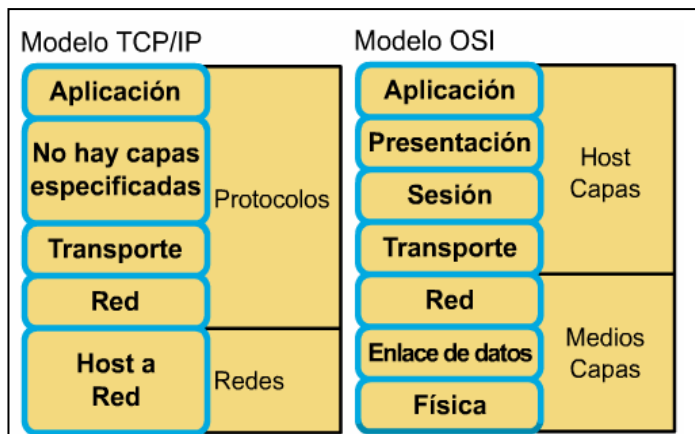 Modelo TCP/IP
Aplicación
No hay capas
especificadas
Transporte
Red
Host a
Red
Protocolos
Redes
Modelo OSI
Aplicación
Presentación
Sesión
Transporte
Red
Enlace de datos
Física
Host
Capas
Medios
Capas